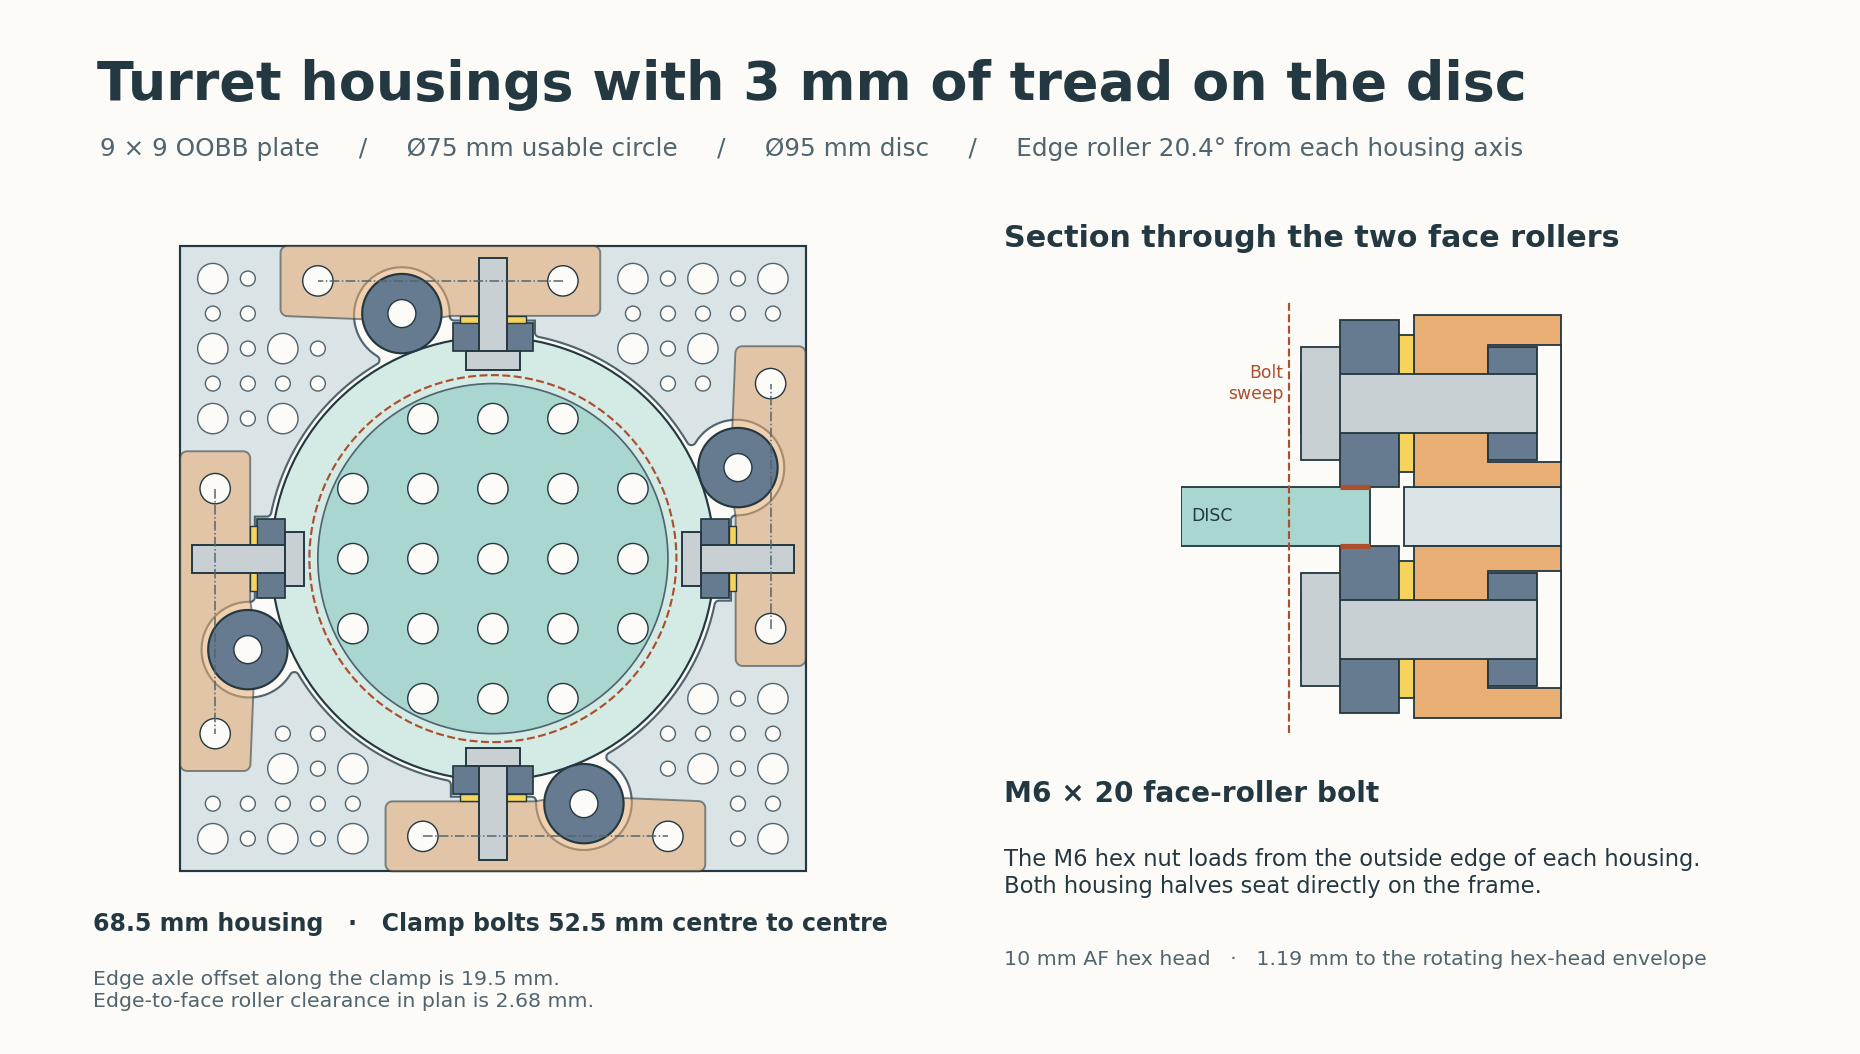 Turret housings with 3 mm of tread on the disc
9 × 9 OOBB plate / Ø75 mm usable circle / Ø95 mm disc / Edge roller 20.4° from each housing axis
Section through the two face rollers
Bolt
sweep
DISC
M6 × 20 face-roller bolt
The M6 hex nut loads from the outside edge of each housing.
Both housing halves seat directly on the frame.
68.5 mm housing · Clamp bolts 52.5 mm centre to centre
10 mm AF hex head · 1.19 mm to the rotating hex-head envelope
Edge axle offset along the clamp is 19.5 mm.
Edge-to-face roller clearance in plan is 2.68 mm.